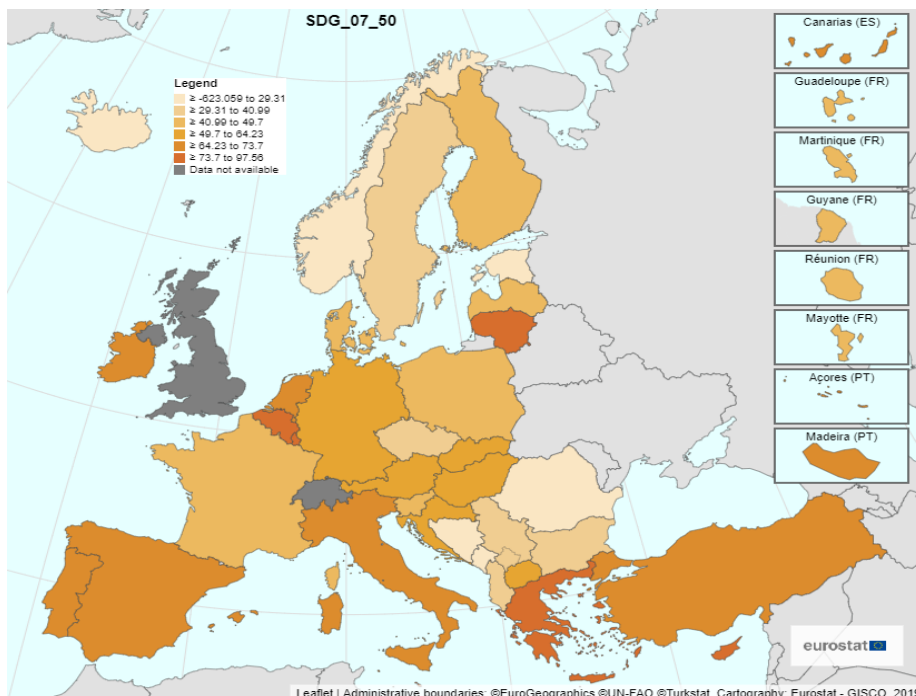 SDG_07_50
Legend
≥ -623.059 to 29.31
≥ 29.31 to 40.99
≥ 40.99 to 49.7
≥ 49.7 to 64.23
≥ 64.23 to 73.7
≥ 73.7 to 97.56
Data not available
Canarias (ES)
Guadeloupe (FR)
Martinique (FR)
Guyane (FR)
Réunion (FR)
Mayotte (FR)
Açores (PT)
Madeira (PT)
eurostat
Leaflet | Administrative boundaries: ©EuroGeographics ©UN-FAO ©Turkstat, Cartography: Eurostat - GISCO, 2019